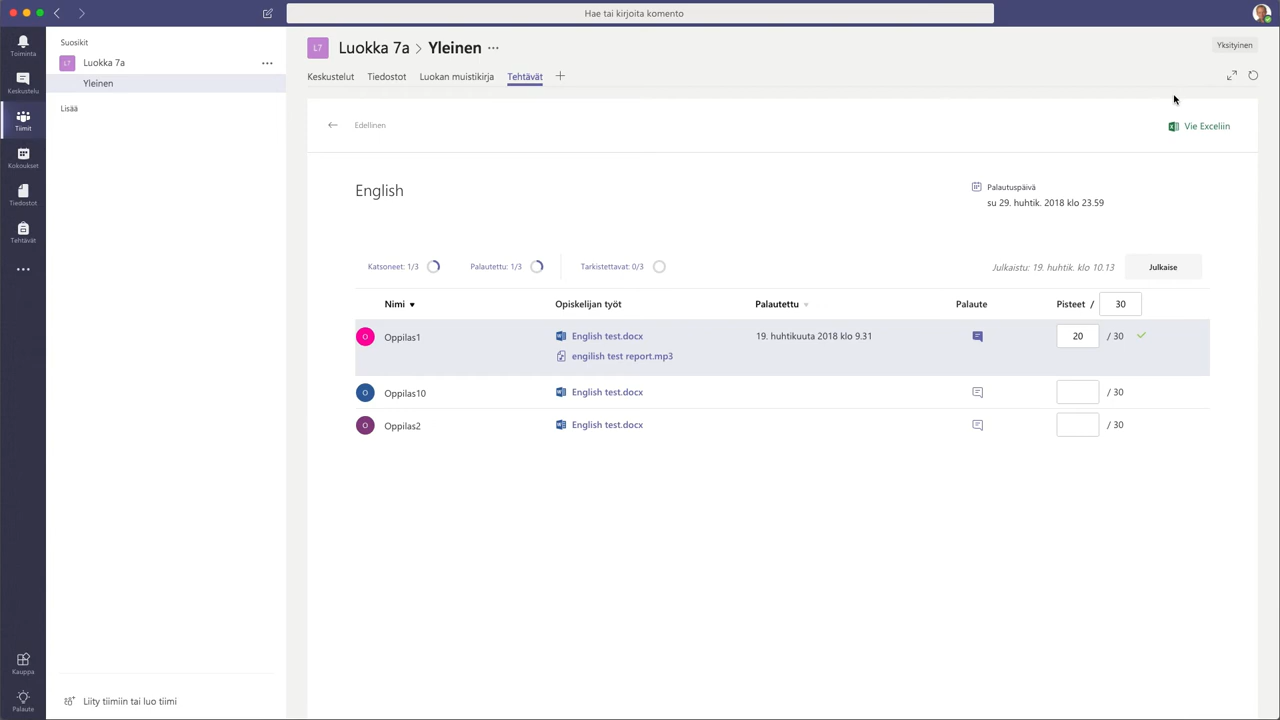 Hae tai kirjoita komento
Toiminta
Keskustelu
Tiimit
Kokoukset
Tiedostot
Tehtävät
Kauppa
Palaute
Suosikit
L7 Luokka 7a
Yleinen
Lisää
Liity tiimiin tai luo tiimi
L7 Luokka 7a > Yleinen
Yksityinen
Keskustelut Tiedostot Luokan muistikirja Tehtävät
Edellinen
Vie Exceliin
English
Palautuspäivä
su 29. huhtik. 2018 klo 23.59
Katsoneet: 1/3 Palautettu: 1/3 Tarkistettavat: 0/3 Julkaistu: 19. huhtik. klo 10.13 Julkaise
Nimi Opiskelijan työt Palautettu Palaute Pisteet / 30
O Oppilas1 English test.docx 19. huhtikuuta 2018 klo 9.31 20 / 30
engilish test report.mp3
O Oppilas10 English test.docx / 30
O Oppilas2 English test.docx / 30